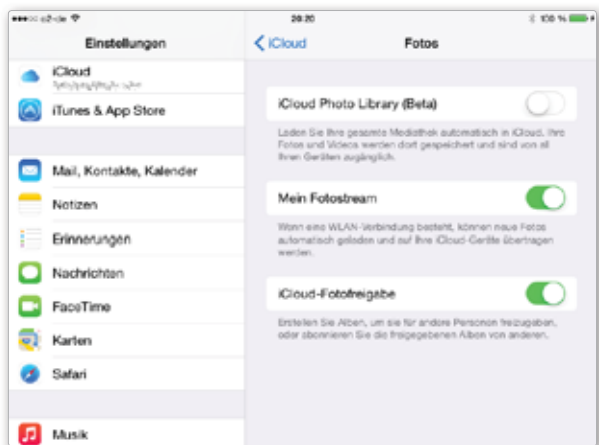 o2-de
20:20
100 %
Einstellungen
iCloud
Fotos
iCloud
iTunes & App Store
Mail, Kontakte, Kalender
Notizen
Erinnerungen
Nachrichten
FaceTime
Karten
Safari
Musik
iCloud Photo Library (Beta)
Laden Sie Ihre gesamte Mediathek automatisch in iCloud. Ihre
Fotos und Videos werden dort gespeichert und sind von all
Ihren Geräten zugänglich.
Mein Fotostream
Wenn eine WLAN-Verbindung besteht, können neue Fotos
automatisch geladen und auf Ihre iCloud-Geräte übertragen
werden.
iCloud-Fotofreigabe
Erstellen Sie Alben, um sie für andere Personen freizugeben,
oder abonnieren Sie die freigegebenen Alben von anderen.